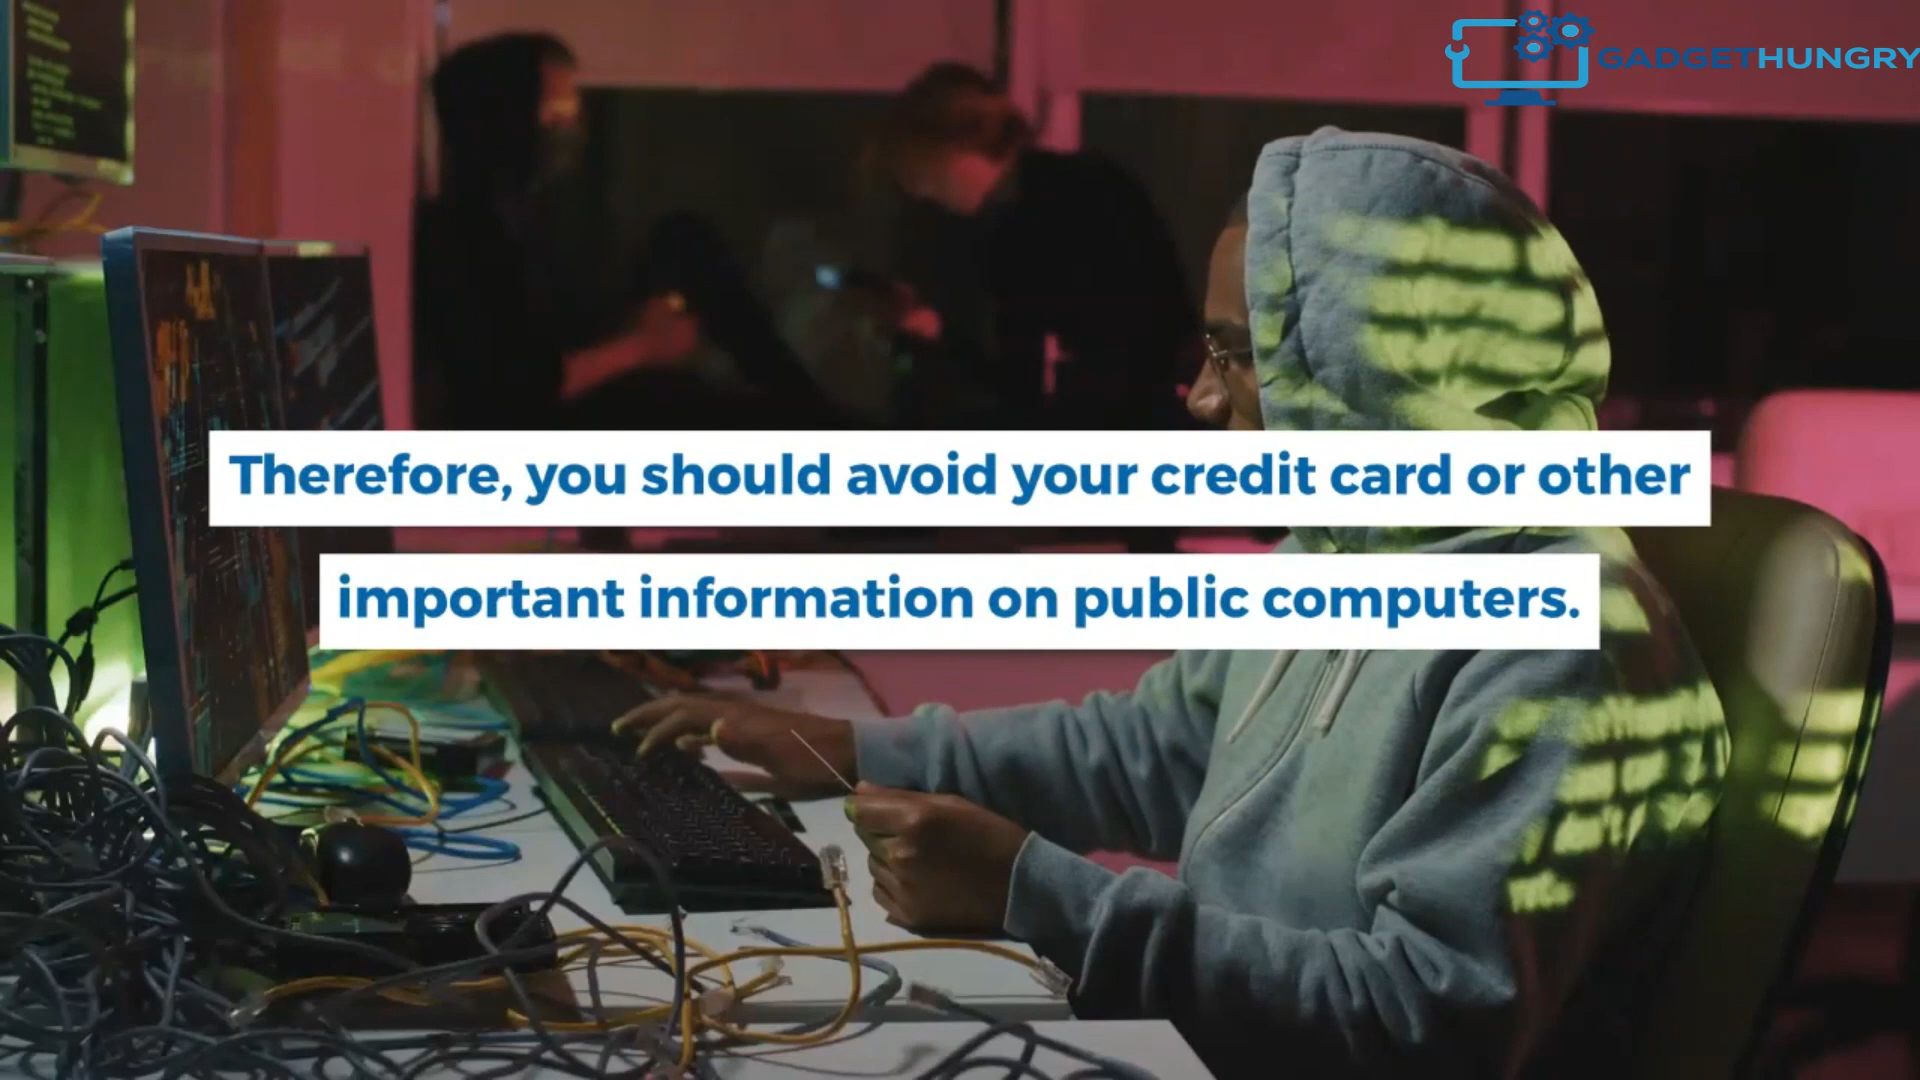 GADGETHUNGRY
Therefore, you should avoid your credit card or other
important information on public computers.